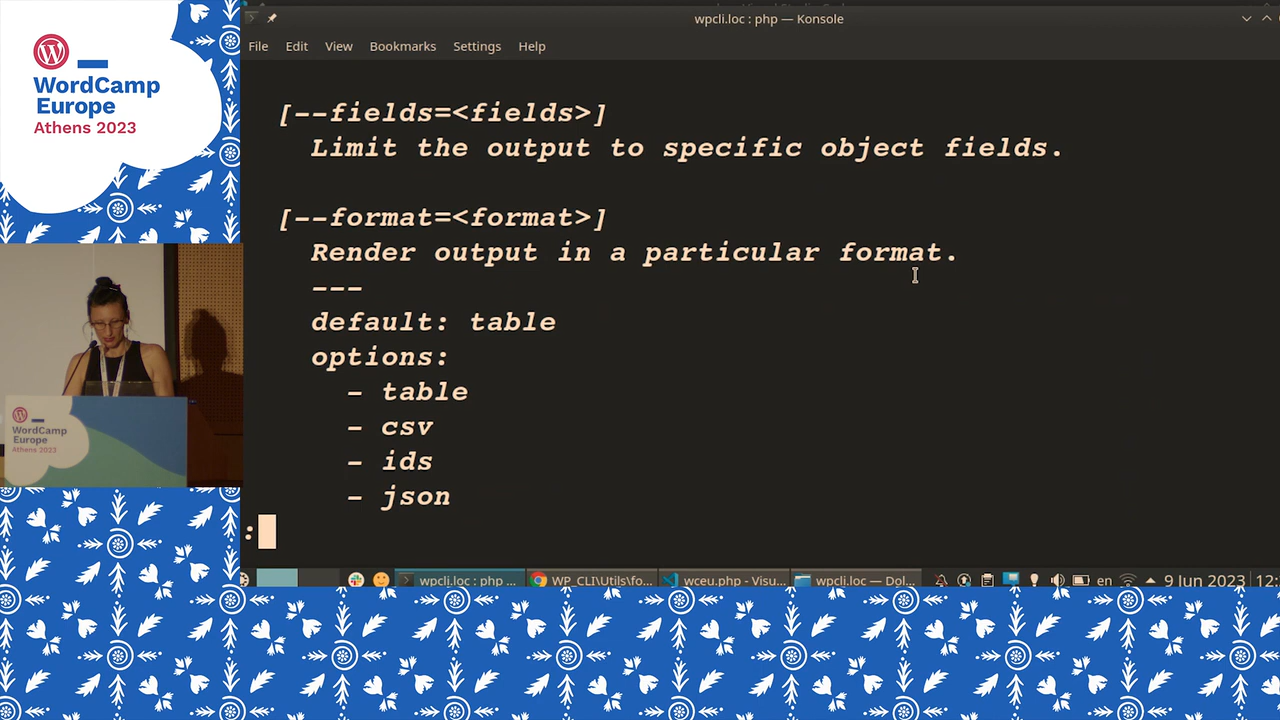 WordCamp
Europe
Athens 2023
WordCamp
Europe
Athens 2023
wpcli.loc : php — Konsole
File Edit View Bookmarks Settings Help
[--fields=<fields>]
Limit the output to specific object fields.
[--format=<format>]
Render output in a particular format.
---
default: table
options:
- table
- csv
- ids
- json
:
wpcli.loc : php ... WP_CLI\Utils\fo... wceu.php - Visu... wpcli.loc — Dol... en 9 Jun 2023 12: